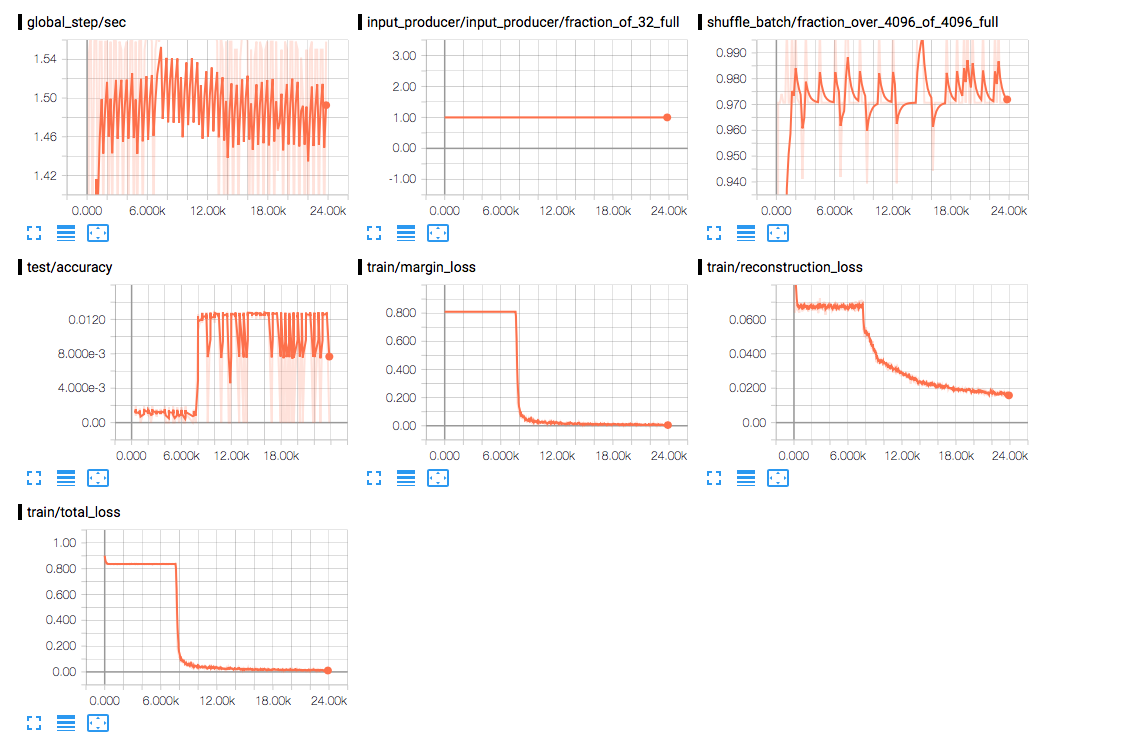 global_step/sec
1.54
1.50
1.46
1.42
0.000 6.000k 12.00k 18.00k 24.00k
input_producer/input_producer/fraction_of_32_full
3.00
2.00
1.00
0.00
-1.00
0.000 6.000k 12.00k 18.00k 24.00k
shuffle_batch/fraction_over_4096_of_4096_full
0.990
0.980
0.970
0.960
0.950
0.940
0.000 6.000k 12.00k 18.00k 24.00k
test/accuracy
0.0120
8.000e-3
4.000e-3
0.00
0.000 6.000k 12.00k 18.00k
train/margin_loss
0.800
0.600
0.400
0.200
0.00
0.000 6.000k 12.00k 18.00k 24.00k
train/reconstruction_loss
0.0600
0.0400
0.0200
0.00
0.000 6.000k 12.00k 18.00k 24.00k
train/total_loss
1.00
0.800
0.600
0.400
0.200
0.00
0.000 6.000k 12.00k 18.00k 24.00k